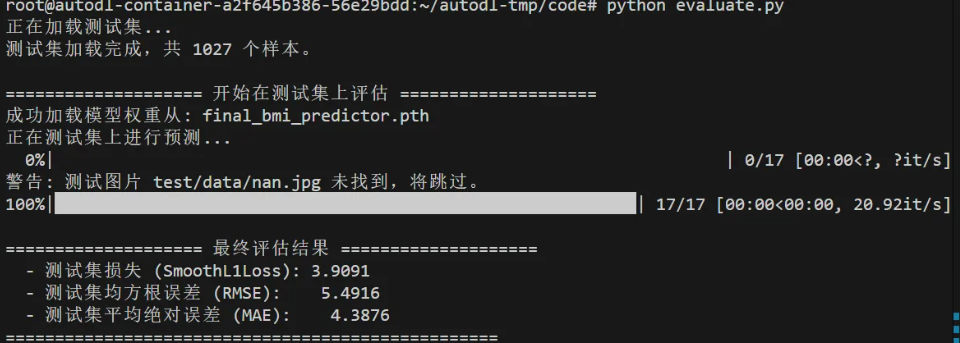 root@autodl-container-a2f645b386-56e29bdd:~/autodl-tmp/code# python evaluate.py
正在加载测试集...
测试集加载完成，共 1027 个样本。
==================== 开始在测试集上评估 ====================
成功加载模型权重从: final_bmi_predictor.pth
正在测试集上进行预测...
0%| | 0/17 [00:00<?, ?it/s]
警告: 测试图片 test/data/nan.jpg 未找到，将跳过。
100%| | 17/17 [00:00<00:00, 20.92it/s]
==================== 最终评估结果 ====================
- 测试集损失 (SmoothL1Loss): 3.9091
- 测试集均方根误差 (RMSE): 5.4916
- 测试集平均绝对误差 (MAE): 4.3876
==================================================